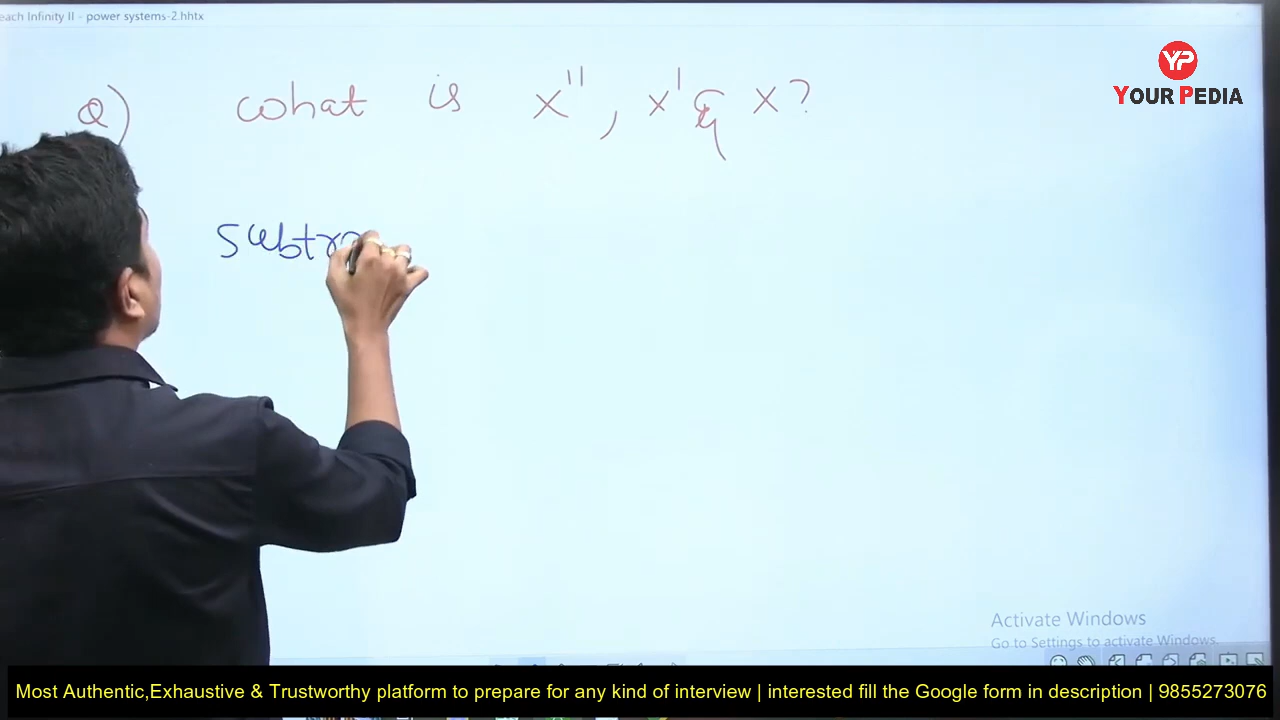 each Infinity II - power systems-2.hhtx
YP
YOUR PEDIA
Q) What is x'', x' & x?
subtra
Activate Windows
Go to Settings to activate Windows.
Most Authentic,Exhaustive & Trustworthy platform to prepare for any kind of interview | interested fill the Google form in description | 9855273076